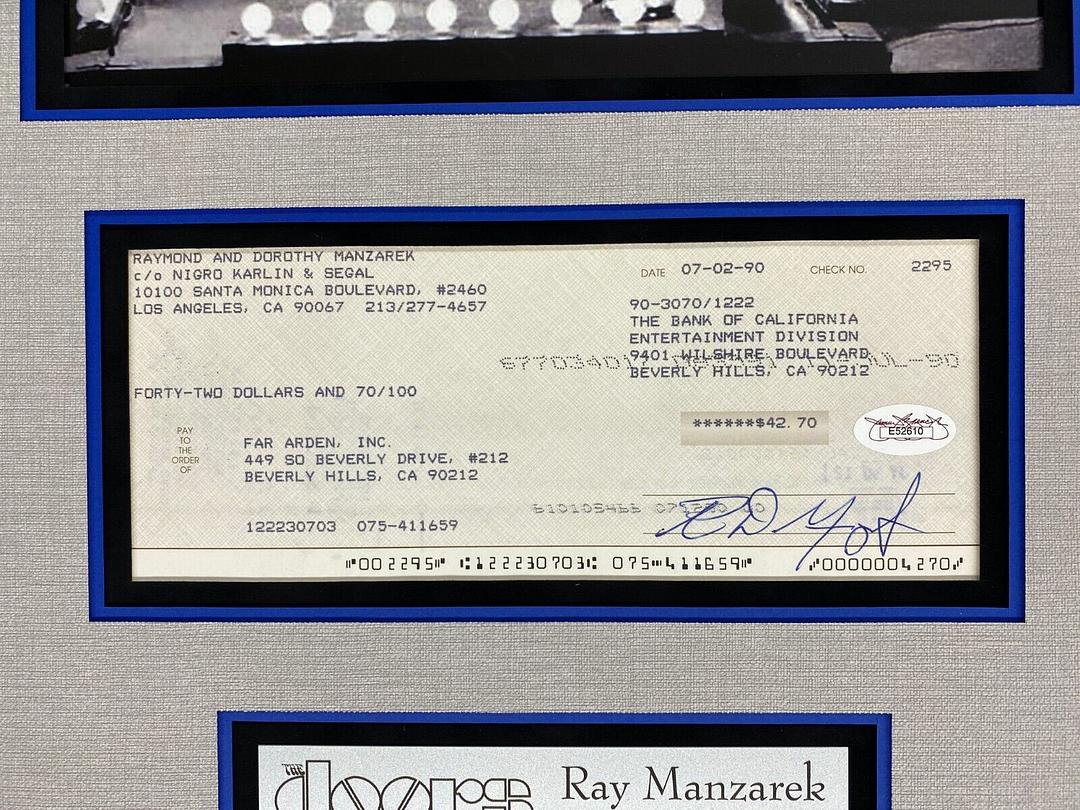 RAYMOND AND DOROTHY MANZAREK
c/o NIGRO KARLIN & SEGAL
10100 SANTA MONICA BOULEVARD, #2460
LOS ANGELES, CA 90067 213/277-4657
DATE 07-02-90 CHECK NO. 2295
90-3070/1222
THE BANK OF CALIFORNIA
ENTERTAINMENT DIVISION
9401 WILSHIRE BOULEVARD
BEVERLY HILLS, CA 90212
FORTY-TWO DOLLARS AND 70/100
******$42.70
E52610
PAY
TO THE
ORDER
OF
FAR ARDEN, INC.
449 SO BEVERLY DRIVE, #212
BEVERLY HILLS, CA 90212
122230703 075-411659
⑈002295⑈ ⑆122230703⑆ 075⑉411659⑈ ⑇0000004270⑇
THE doors
Ray Manzarek